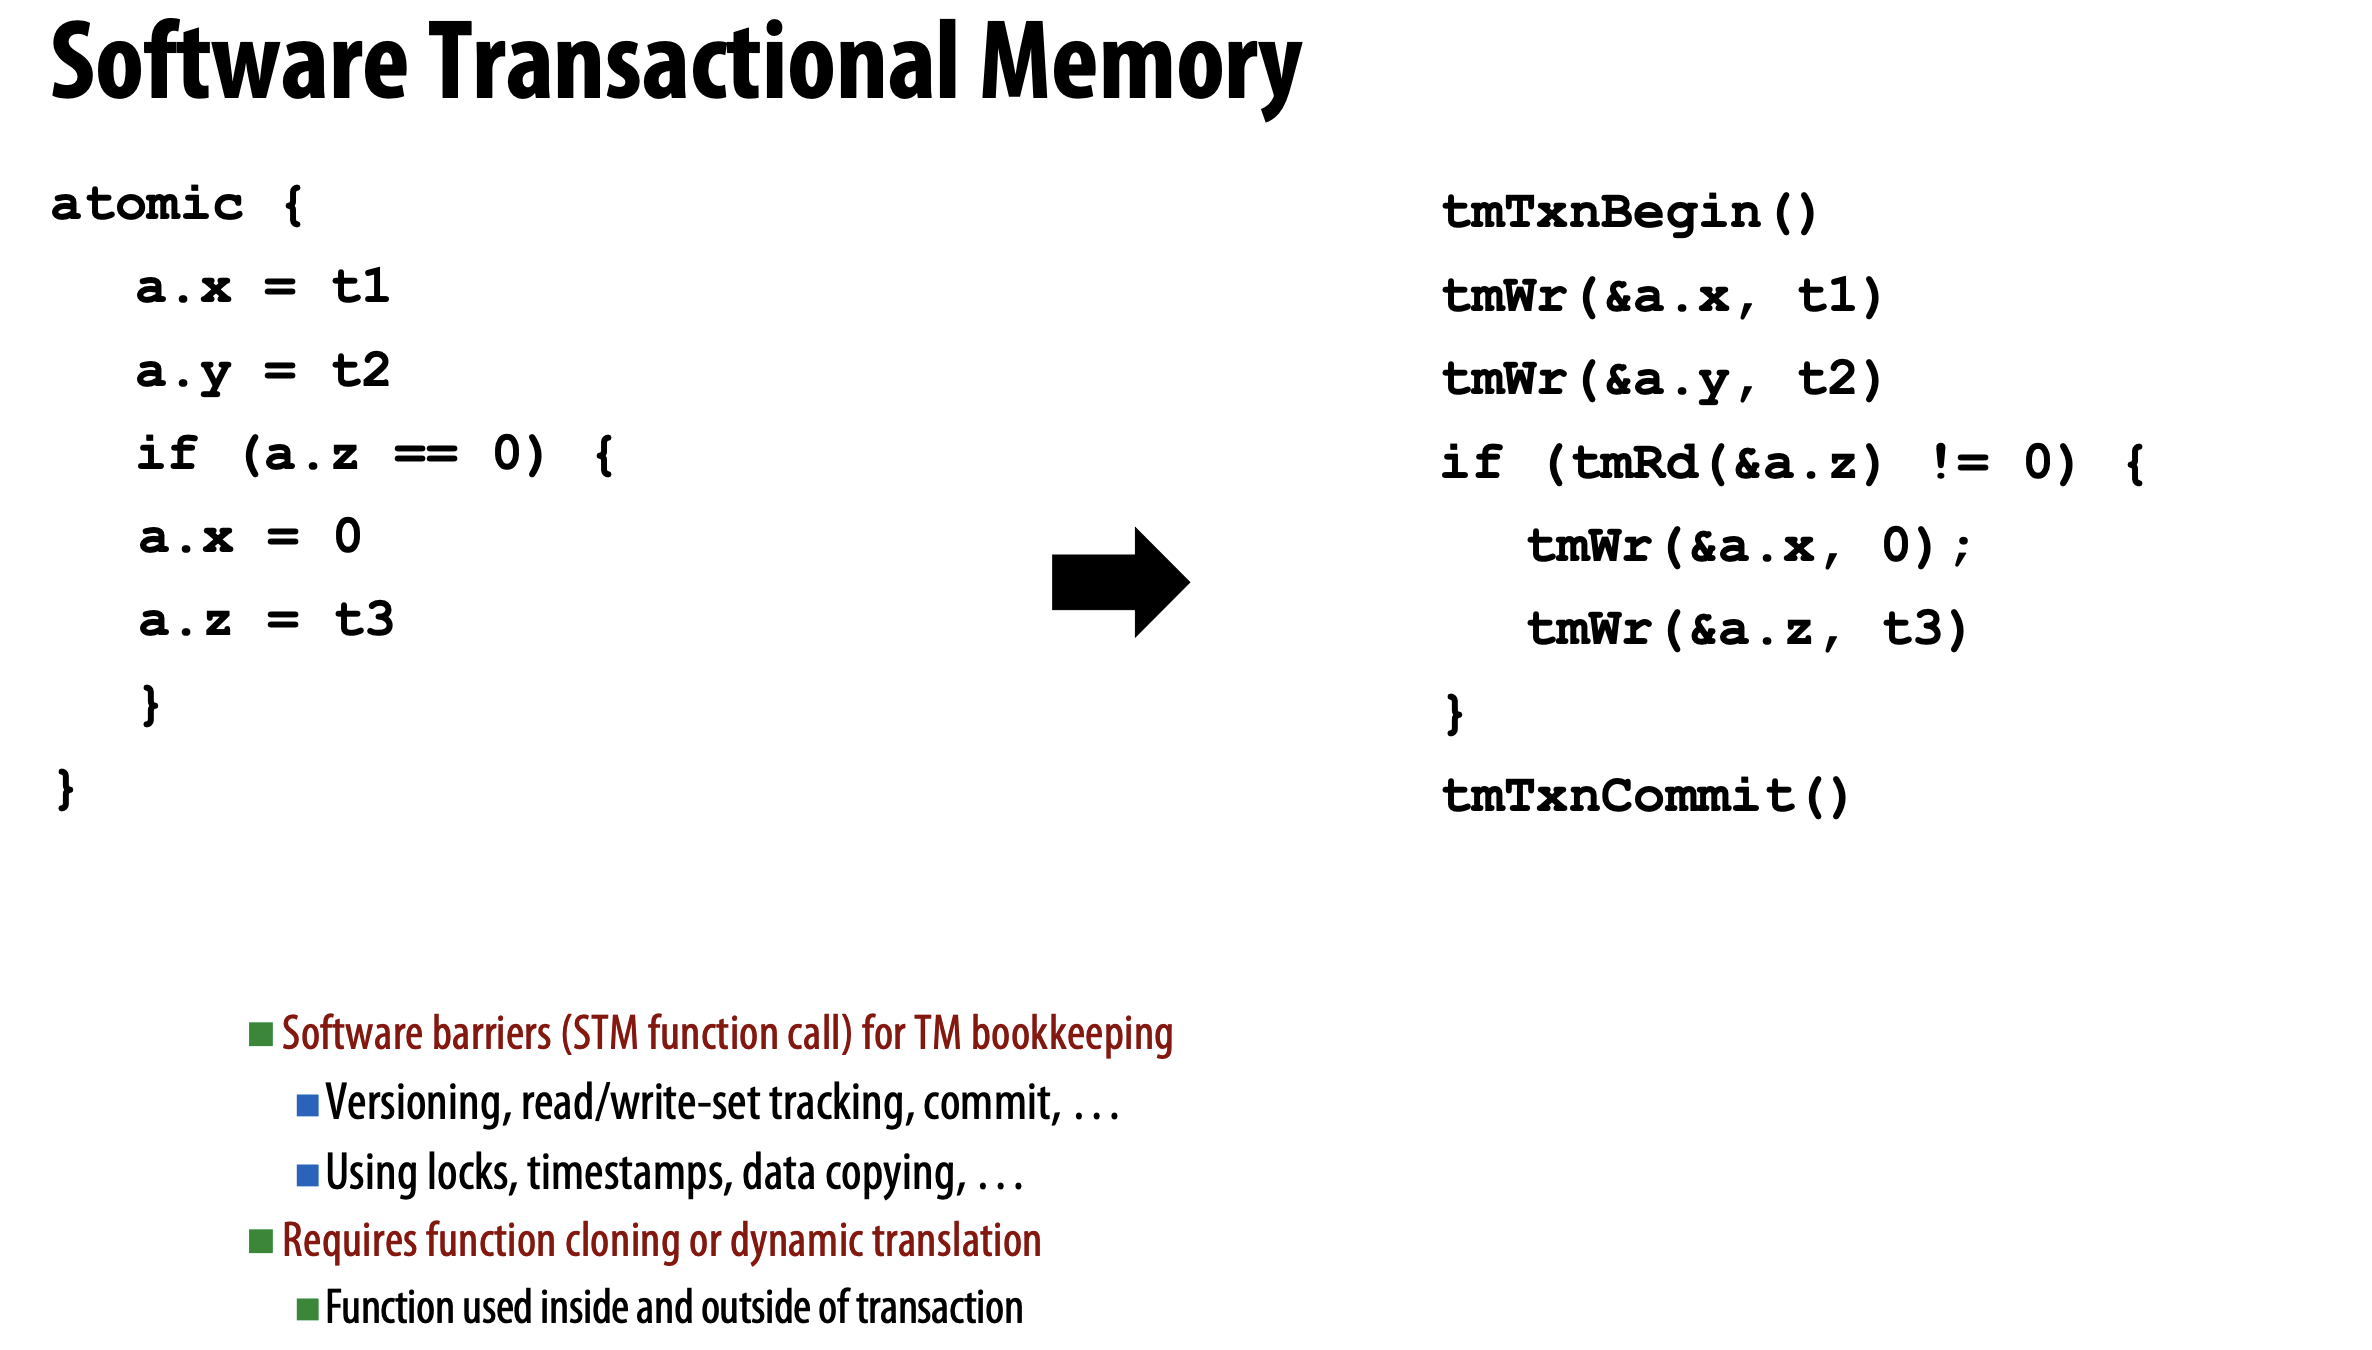 Software Transactional Memory
atomic {
a.x = t1
a.y = t2
if (a.z == 0) {
a.x = 0
a.z = t3
}
}
tmTxnBegin()
tmWr(&a.x, t1)
tmWr(&a.y, t2)
if (tmRd(&a.z) != 0) {
tmWr(&a.x, 0);
tmWr(&a.z, t3)
}
tmTxnCommit()
Software barriers (STM function call) for TM bookkeeping
Versioning, read/write-set tracking, commit, . . .
Using locks, timestamps, data copying, . . .
Requires function cloning or dynamic translation
Function used inside and outside of transaction